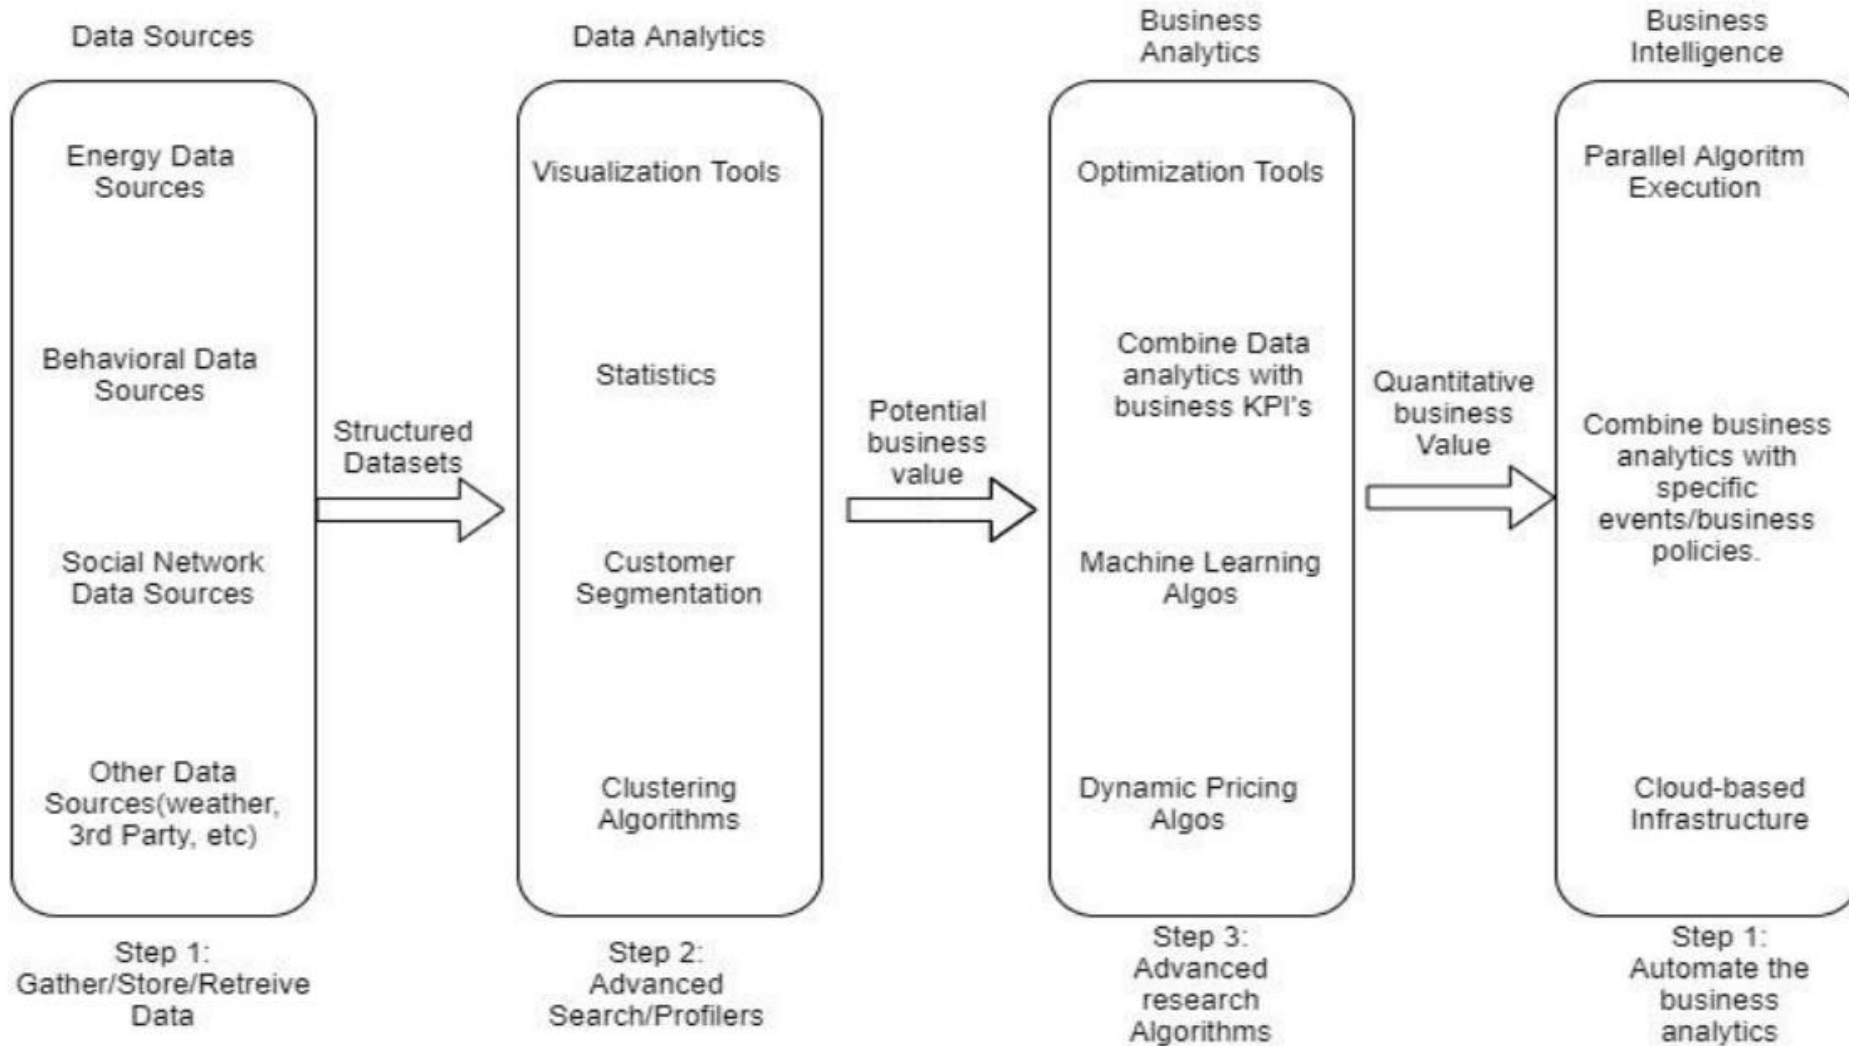 Data Sources
Energy Data
Sources
Behavioral Data
Sources
Social Network
Data Sources
Other Data
Sources(weather,
3rd Party, etc)
Step 1:
Gather/Store/Retreive
Data
Structured
Datasets
Data Analytics
Visualization Tools
Statistics
Customer
Segmentation
Clustering
Algorithms
Step 2:
Advanced
Search/Profilers
Potential
business
value
Business
Analytics
Optimization Tools
Combine Data
analytics with
business KPI's
Machine Learning
Algos
Dynamic Pricing
Algos
Step 3:
Advanced
research
Algorithms
Quantitative
business
Value
Business
Intelligence
Parallel Algoritm
Execution
Combine business
analytics with
specific
events/business
policies.
Cloud-based
Infrastructure
Step 1:
Automate the
business
analytics